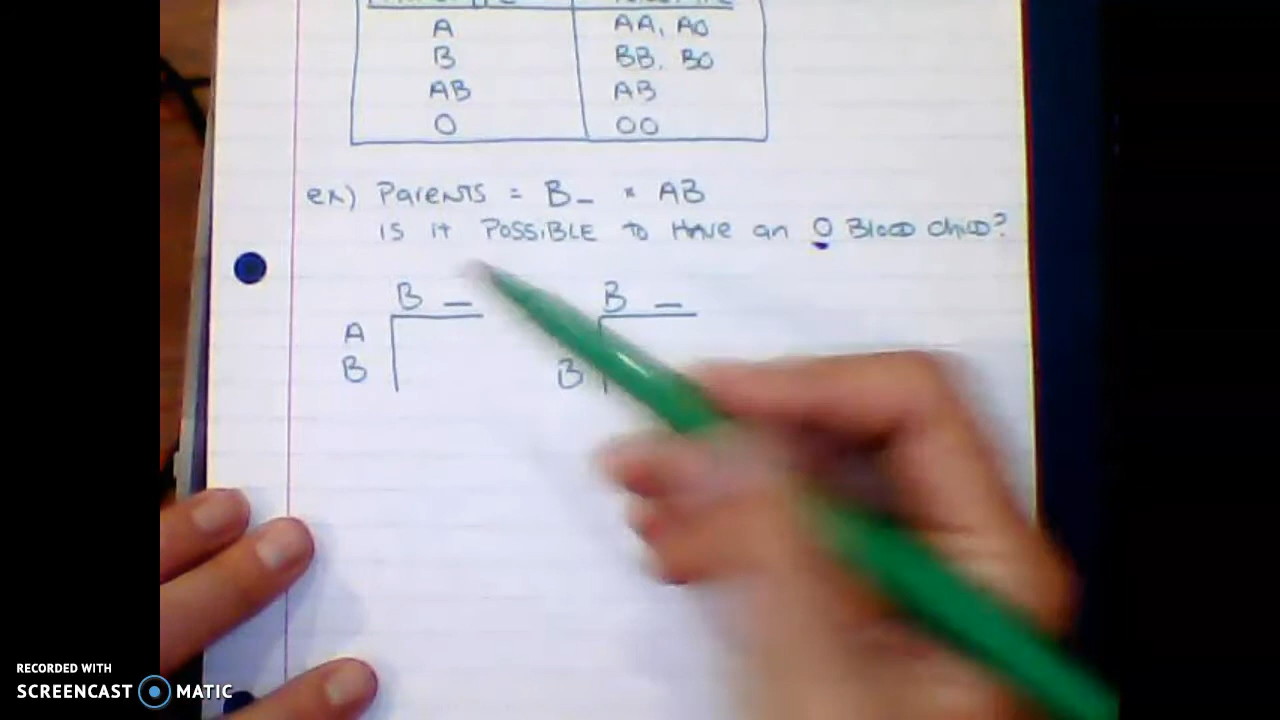 A AA, AO
B BB. BO
AB AB
O OO
ex) Parents = B_ × AB
is it POSSiBLE to Have an O Blood Child?
B _ B _
A
B B
RECORDED WITH
SCREENCAST MATIC